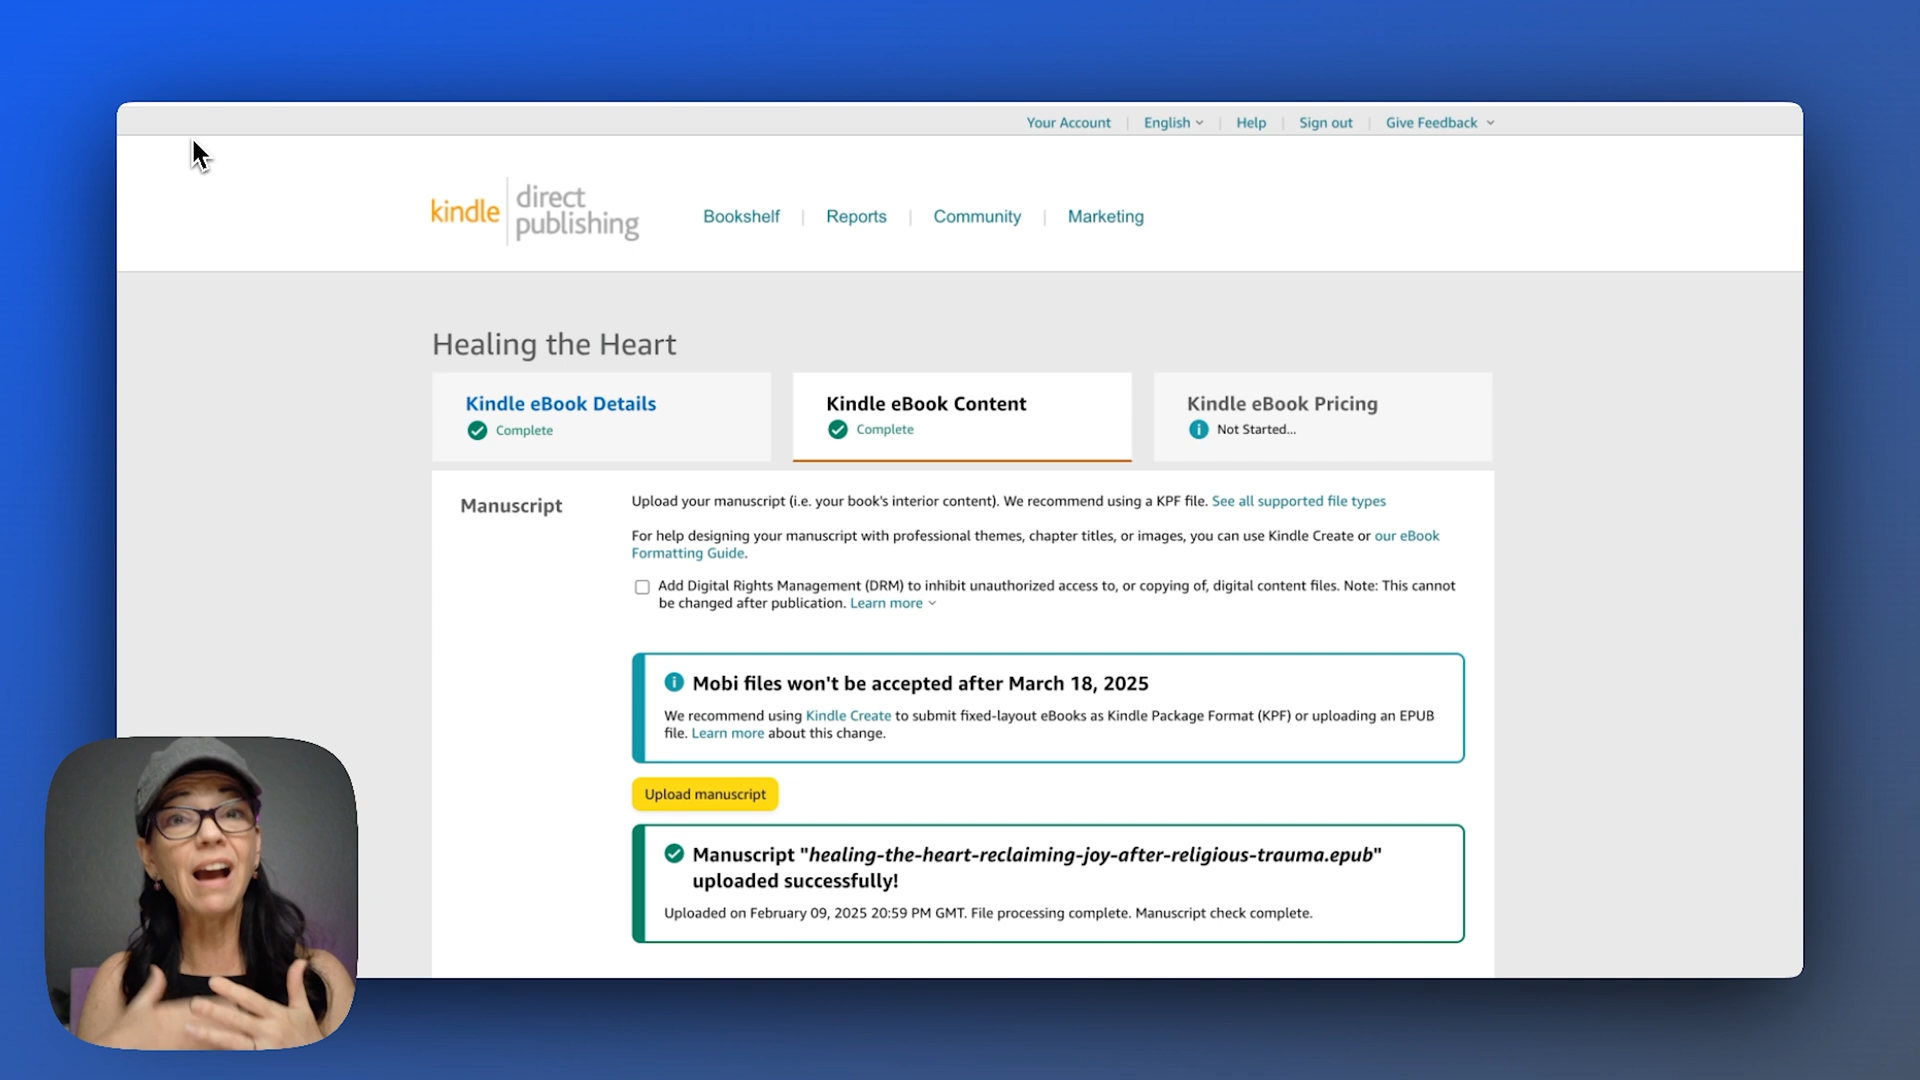 Your Account | English | Help | Sign out | Give Feedback
kindle direct publishing
Bookshelf | Reports | Community | Marketing
Healing the Heart
Kindle eBook Details
Complete
Kindle eBook Content
Complete
Kindle eBook Pricing
Not Started...
Manuscript
Upload your manuscript (i.e. your book's interior content). We recommend using a KPF file. See all supported file types
For help designing your manuscript with professional themes, chapter titles, or images, you can use Kindle Create or our eBook
Formatting Guide.
Add Digital Rights Management (DRM) to inhibit unauthorized access to, or copying of, digital content files. Note: This cannot
be changed after publication. Learn more
Mobi files won't be accepted after March 18, 2025
We recommend using Kindle Create to submit fixed-layout eBooks as Kindle Package Format (KPF) or uploading an EPUB
file. Learn more about this change.
Upload manuscript
Manuscript "healing-the-heart-reclaiming-joy-after-religious-trauma.epub"
uploaded successfully!
Uploaded on February 09, 2025 20:59 PM GMT. File processing complete. Manuscript check complete.